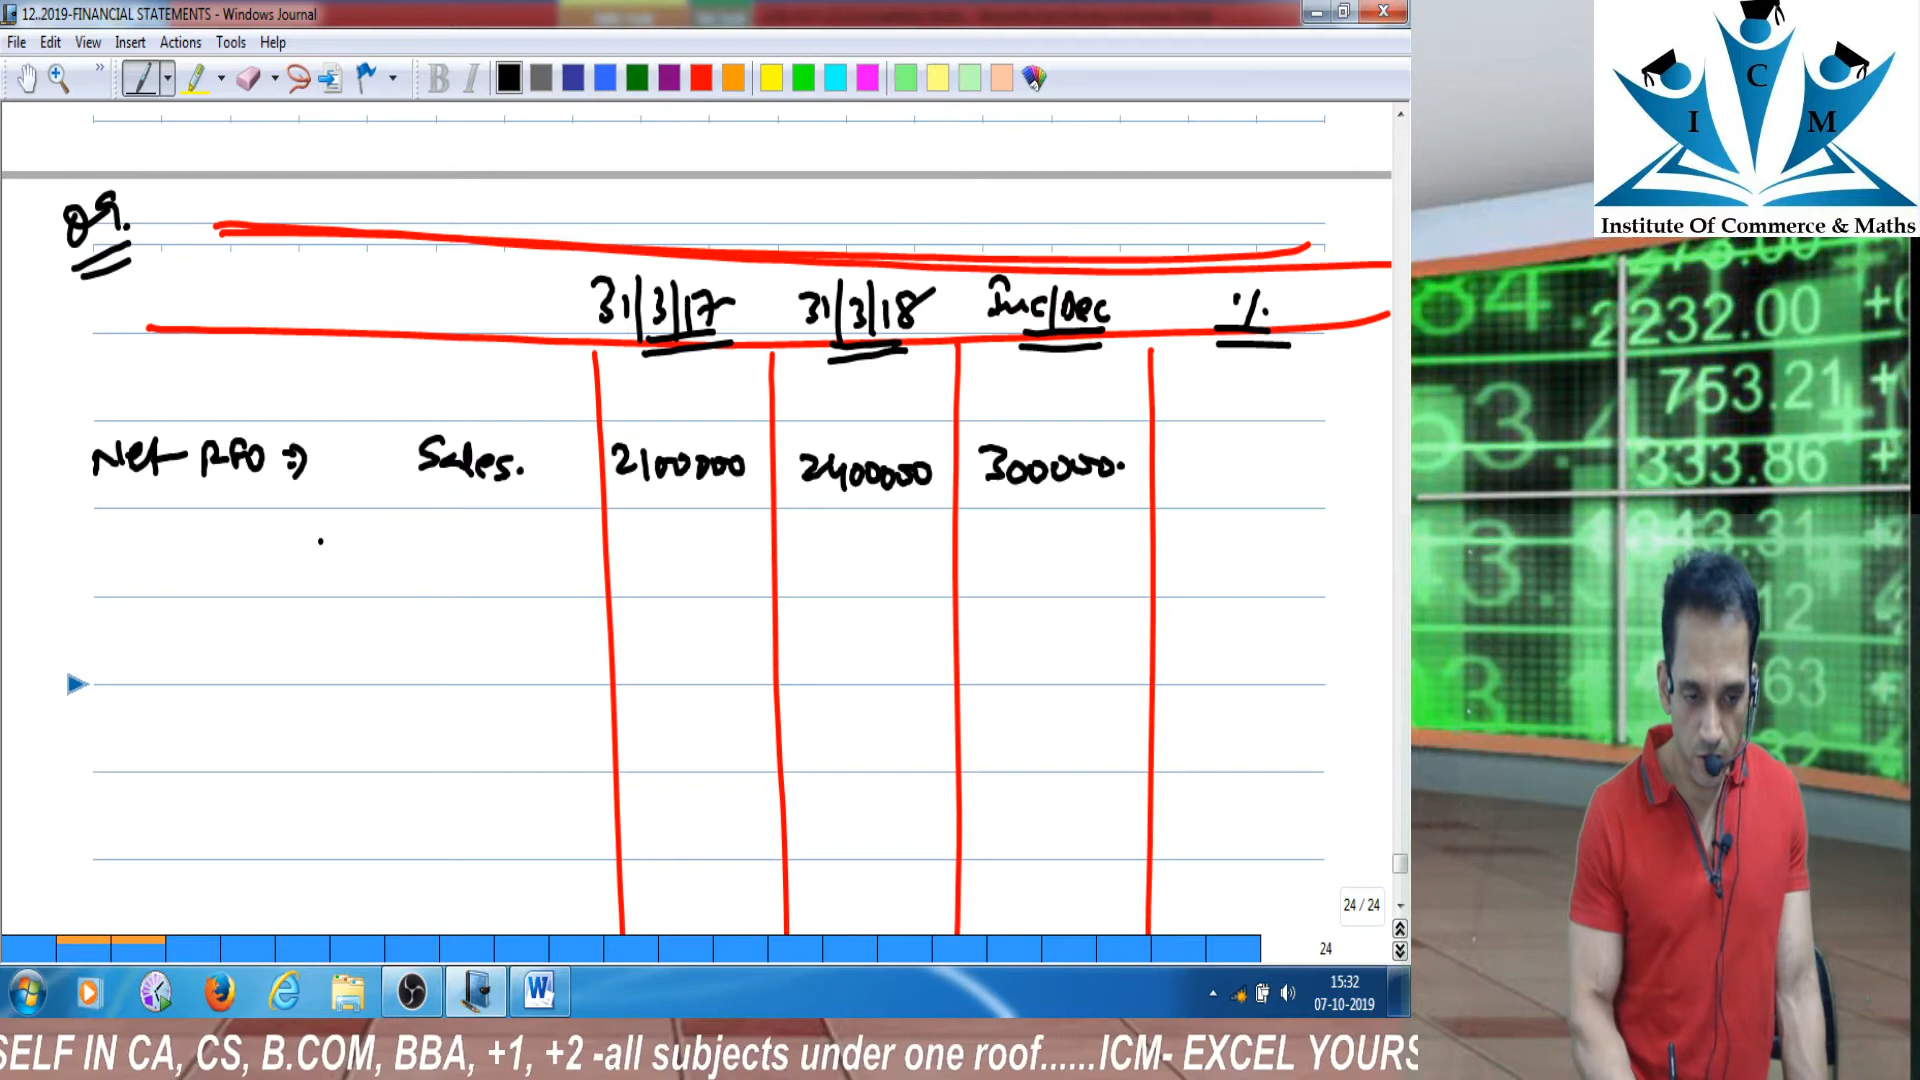 12..2019-FINANCIAL STATEMENTS - Windows Journal
File Edit View Insert Actions Tools Help
I C M
Institute Of Commerce & Maths
Q9.
31/3/17 31/3/18 Inc/Dec %
Net RFO => Sales. 2100000 2400000 300000.
2232.00
753.21
333.86
24 / 24
24
15:32
07-10-2019
SELF IN CA, CS, B.COM, BBA, +1, +2 -all subjects under one roof......ICM- EXCEL YOURS